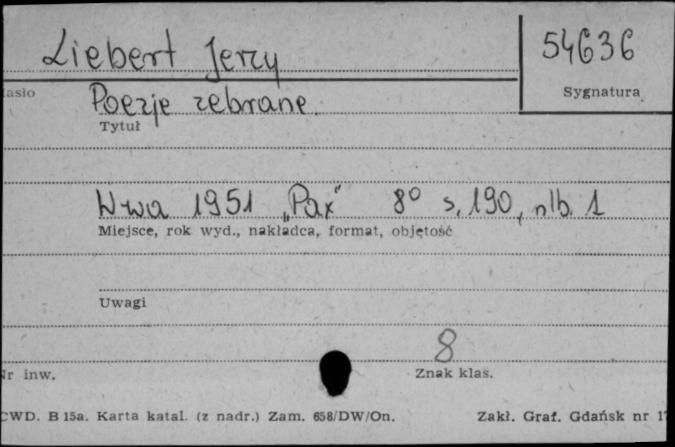 Liebert Jerzy
54636
Sygnatura
asło
Poezje zebrane.
Tytuł
W-wa 1951 „Pax" 8° s. 190, nlb. 1
Miejsce, rok wyd., nakładca, format, objętość
Uwagi
8
Nr inw.
Znak klas.
CWD. B 15a. Karta katal. (z nadr.) Zam. 658/DW/On.
Zakł. Graf. Gdańsk nr 1